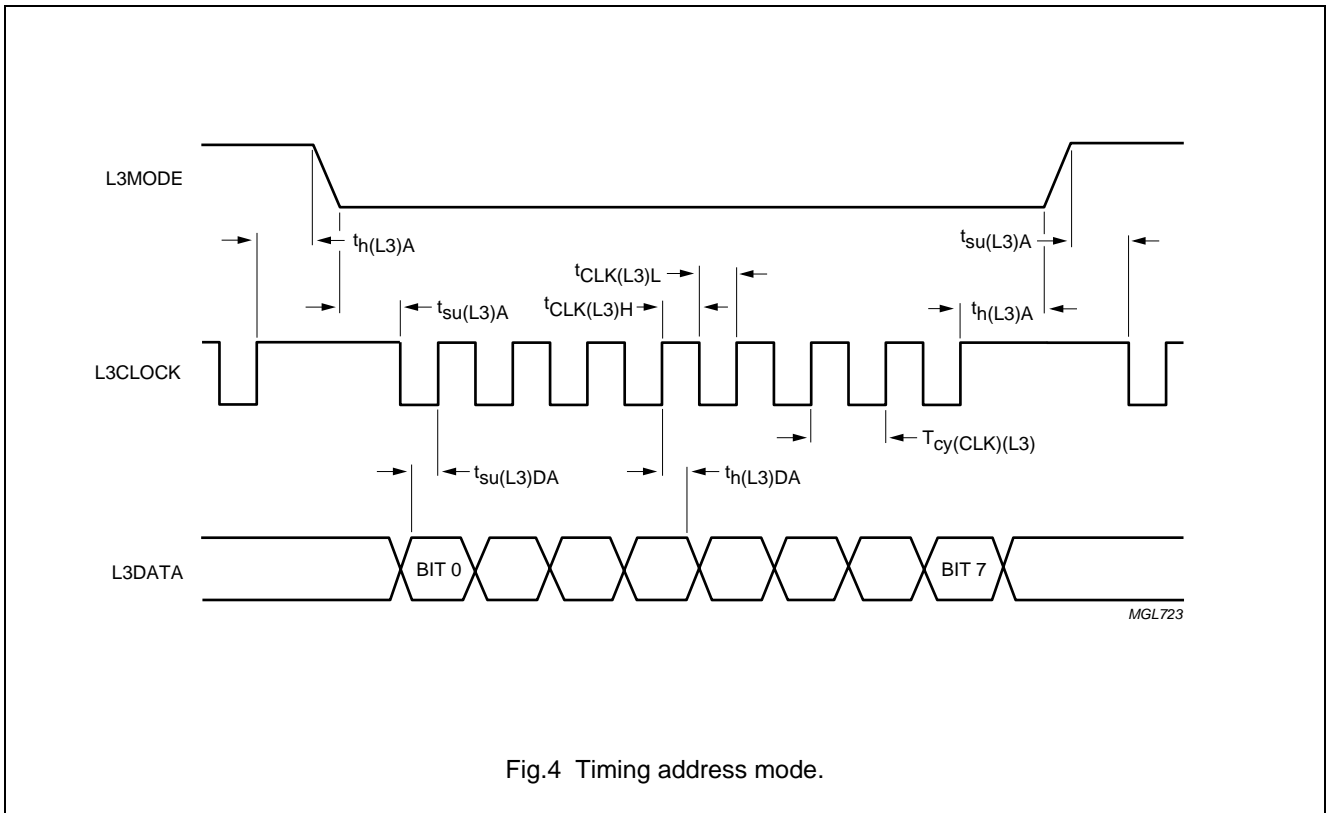 L3MODE
th(L3)A
tsu(L3)A
tCLK(L3)L
tsu(L3)A
tCLK(L3)H
th(L3)A
L3CLOCK
Tcy(CLK)(L3)
tsu(L3)DA
th(L3)DA
L3DATA
BIT 0
BIT 7
MGL723
Fig.4 Timing address mode.